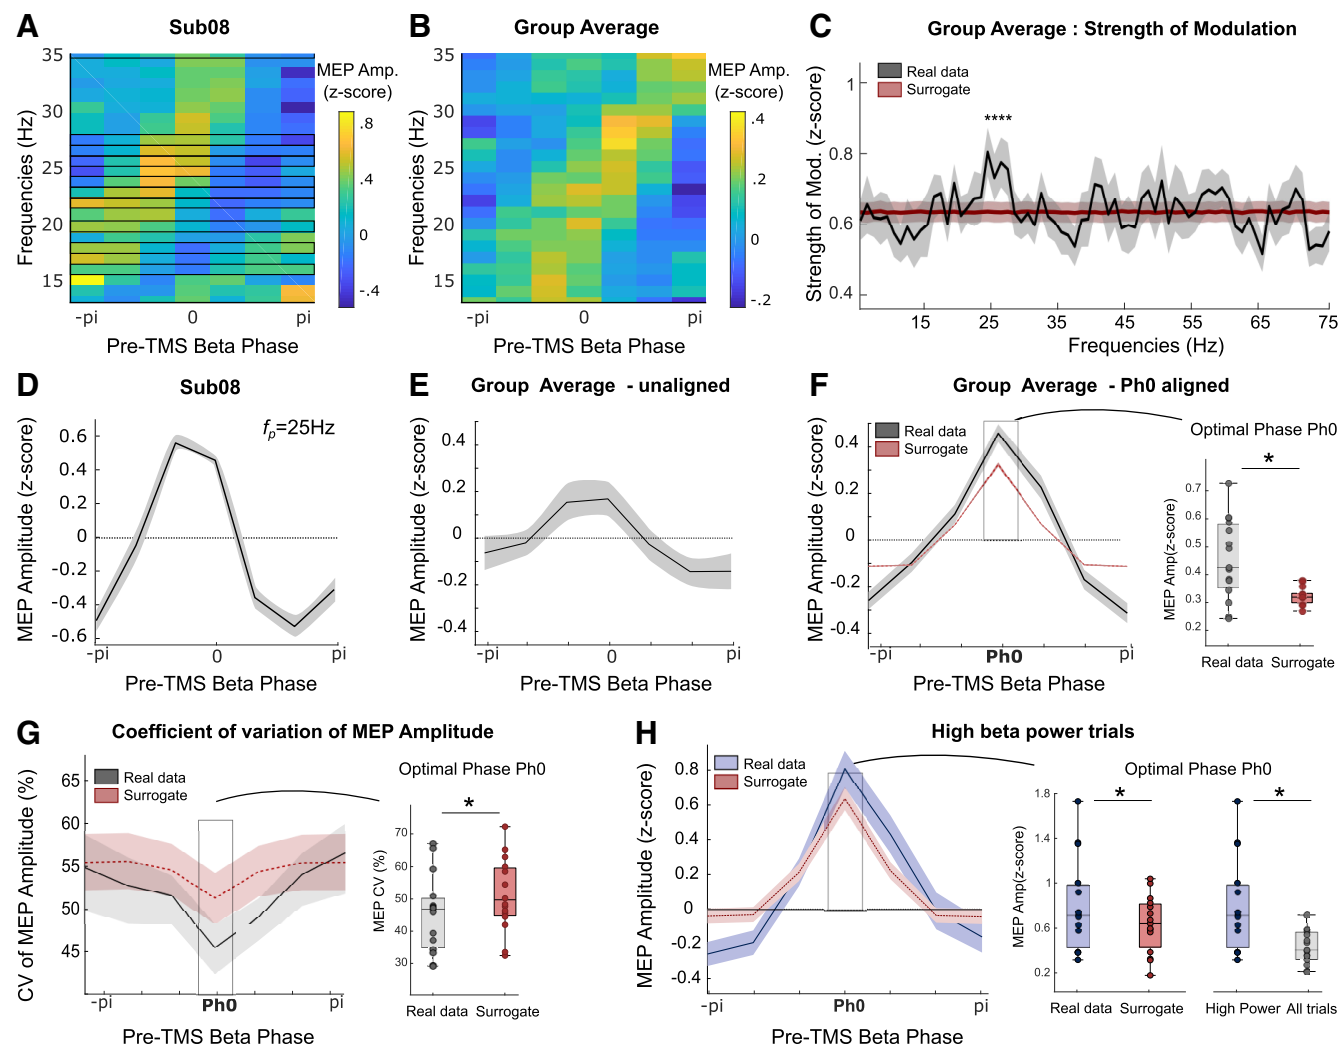 A
Sub08
35
30
25
20
15
Frequencies (Hz)
-pi
0
pi
Pre-TMS Beta Phase
MEP Amp.
(z-score)
.8
.4
0
-.4
B
Group Average
35
30
25
20
15
Frequencies (Hz)
-pi
0
pi
Pre-TMS Beta Phase
MEP Amp.
(z-score)
.4
.2
0
-.2
C
Group Average : Strength of Modulation
Real data
Surrogate
****
1
0.8
0.6
0.4
Strength of Mod. (z-score)
15
25
35
45
55
65
75
Frequencies (Hz)
D
Sub08
fp=25Hz
0.6
0.4
0.2
0
-0.2
-0.4
-0.6
MEP Amplitude (z-score)
-pi
0
pi
Pre-TMS Beta Phase
E
Group Average - unaligned
0.4
0.2
0
-0.2
-0.4
MEP Amplitude (z-score)
-pi
0
pi
Pre-TMS Beta Phase
F
Group Average - Ph0 aligned
Real data
Surrogate
0.4
0.2
0
-0.2
-0.4
MEP Amplitude (z-score)
-pi
Ph0
pi
Pre-TMS Beta Phase
Optimal Phase Ph0
*
0.7
0.6
0.5
0.4
0.3
0.2
MEP Amp(z-score)
Real data
Surrogate
G
Coefficient of variation of MEP Amplitude
Real data
Surrogate
65
60
55
50
45
CV of MEP Amplitude (%)
-pi
Ph0
pi
Pre-TMS Beta Phase
Optimal Phase Ph0
*
70
60
50
40
30
MEP CV (%)
Real data
Surrogate
H
High beta power trials
Real data
Surrogate
0.8
0.6
0.4
0.2
0
-0.2
-0.4
MEP Amplitude (z-score)
-pi
Ph0
pi
Pre-TMS Beta Phase
Optimal Phase Ph0
*
*
1.8
1.4
1
0.6
0.2
MEP Amp(z-score)
Real data
Surrogate
High Power
All trials